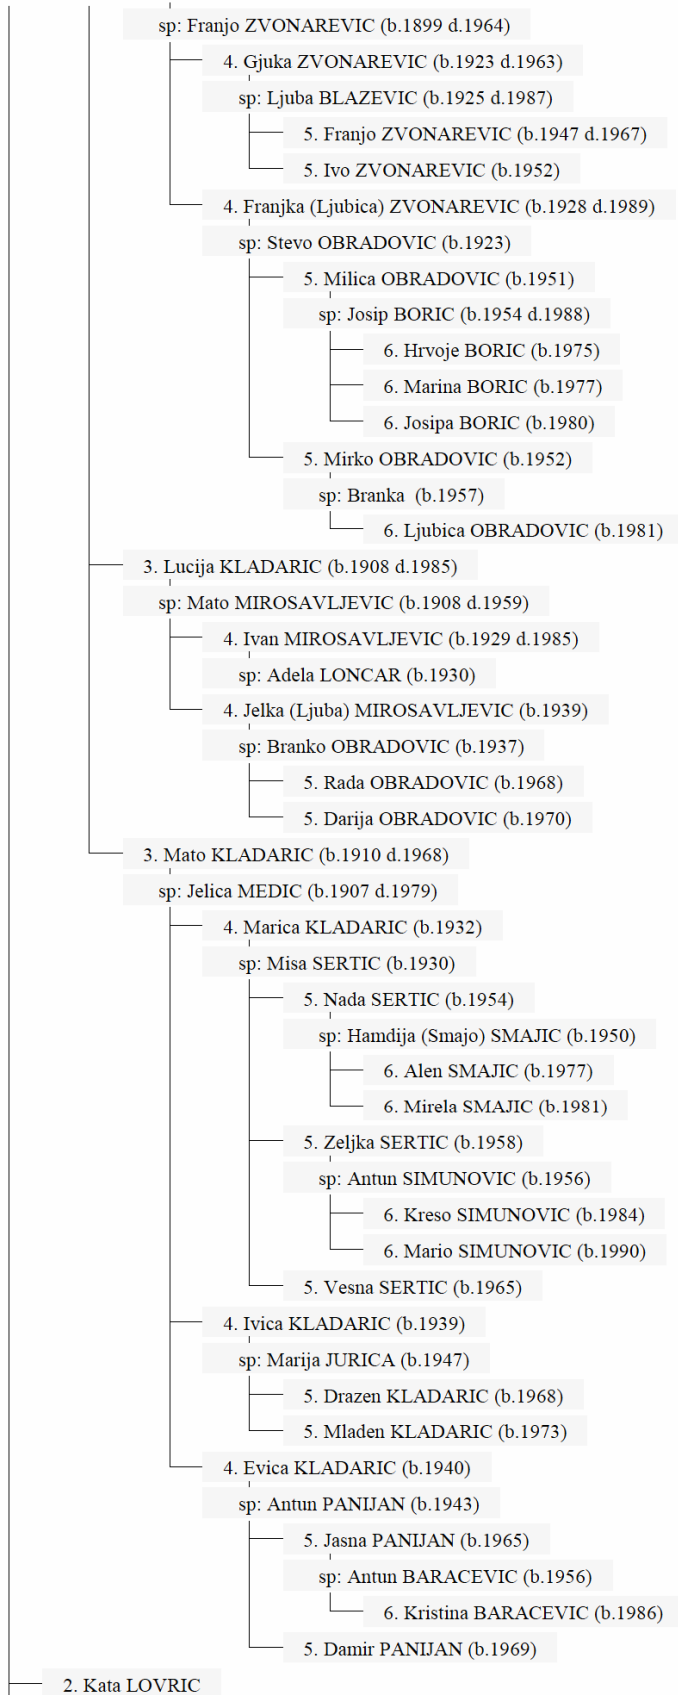 sp: Franjo ZVONAREVIC (b.1899 d.1964)
4. Gjuka ZVONAREVIC (b.1923 d.1963)
sp: Ljuba BLAZEVIC (b.1925 d.1987)
5. Franjo ZVONAREVIC (b.1947 d.1967)
5. Ivo ZVONAREVIC (b.1952)
4. Franjka (Ljubica) ZVONAREVIC (b.1928 d.1989)
sp: Stevo OBRADOVIC (b.1923)
5. Milica OBRADOVIC (b.1951)
sp: Josip BORIC (b.1954 d.1988)
6. Hrvoje BORIC (b.1975)
6. Marina BORIC (b.1977)
6. Josipa BORIC (b.1980)
5. Mirko OBRADOVIC (b.1952)
sp: Branka  (b.1957)
6. Ljubica OBRADOVIC (b.1981)
3. Lucija KLADARIC (b.1908 d.1985)
sp: Mato MIROSAVLJEVIC (b.1908 d.1959)
4. Ivan MIROSAVLJEVIC (b.1929 d.1985)
sp: Adela LONCAR (b.1930)
4. Jelka (Ljuba) MIROSAVLJEVIC (b.1939)
sp: Branko OBRADOVIC (b.1937)
5. Rada OBRADOVIC (b.1968)
5. Darija OBRADOVIC (b.1970)
3. Mato KLADARIC (b.1910 d.1968)
sp: Jelica MEDIC (b.1907 d.1979)
4. Marica KLADARIC (b.1932)
sp: Misa SERTIC (b.1930)
5. Nada SERTIC (b.1954)
sp: Hamdija (Smajo) SMAJIC (b.1950)
6. Alen SMAJIC (b.1977)
6. Mirela SMAJIC (b.1981)
5. Zeljka SERTIC (b.1958)
sp: Antun SIMUNOVIC (b.1956)
6. Kreso SIMUNOVIC (b.1984)
6. Mario SIMUNOVIC (b.1990)
5. Vesna SERTIC (b.1965)
4. Ivica KLADARIC (b.1939)
sp: Marija JURICA (b.1947)
5. Drazen KLADARIC (b.1968)
5. Mladen KLADARIC (b.1973)
4. Evica KLADARIC (b.1940)
sp: Antun PANIJAN (b.1943)
5. Jasna PANIJAN (b.1965)
sp: Antun BARACEVIC (b.1956)
6. Kristina BARACEVIC (b.1986)
5. Damir PANIJAN (b.1969)
2. Kata LOVRIC